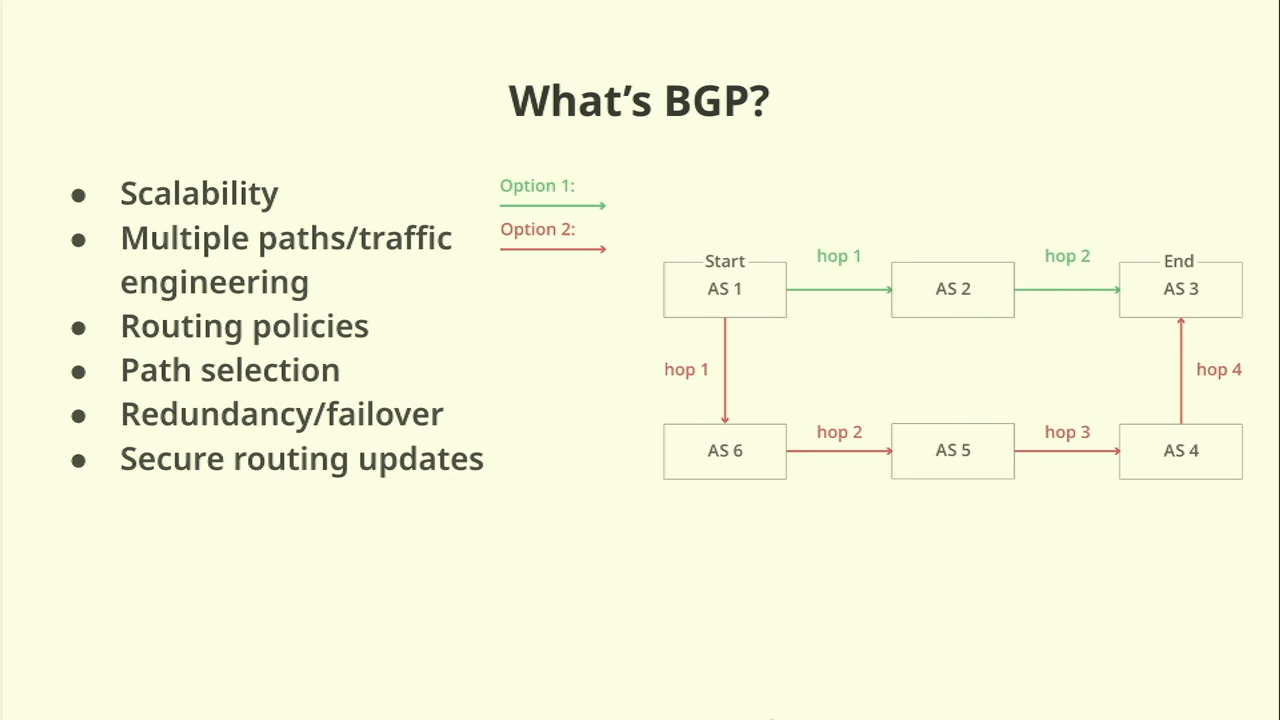 What's BGP?
● Scalability
● Multiple paths/traffic
engineering
● Routing policies
● Path selection
● Redundancy/failover
● Secure routing updates
Option 1:
Option 2:
Start
AS 1
hop 1
AS 2
hop 2
End
AS 3
hop 1
hop 4
AS 6
hop 2
AS 5
hop 3
AS 4